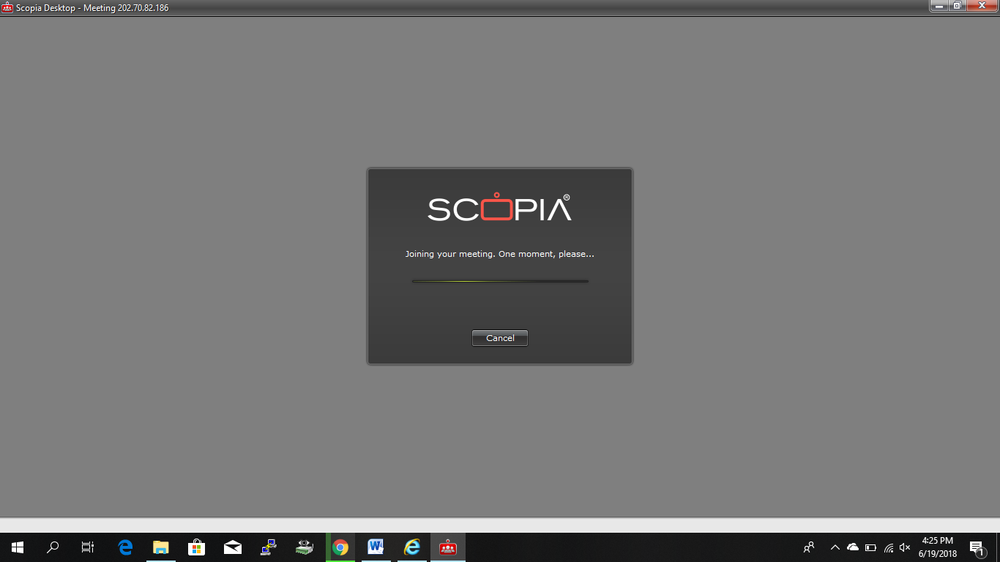 Scopia Desktop - Meeting 202.70.82.186
SCOPIA®
Joining your meeting. One moment, please...
Cancel
4:25 PM
6/19/2018
1